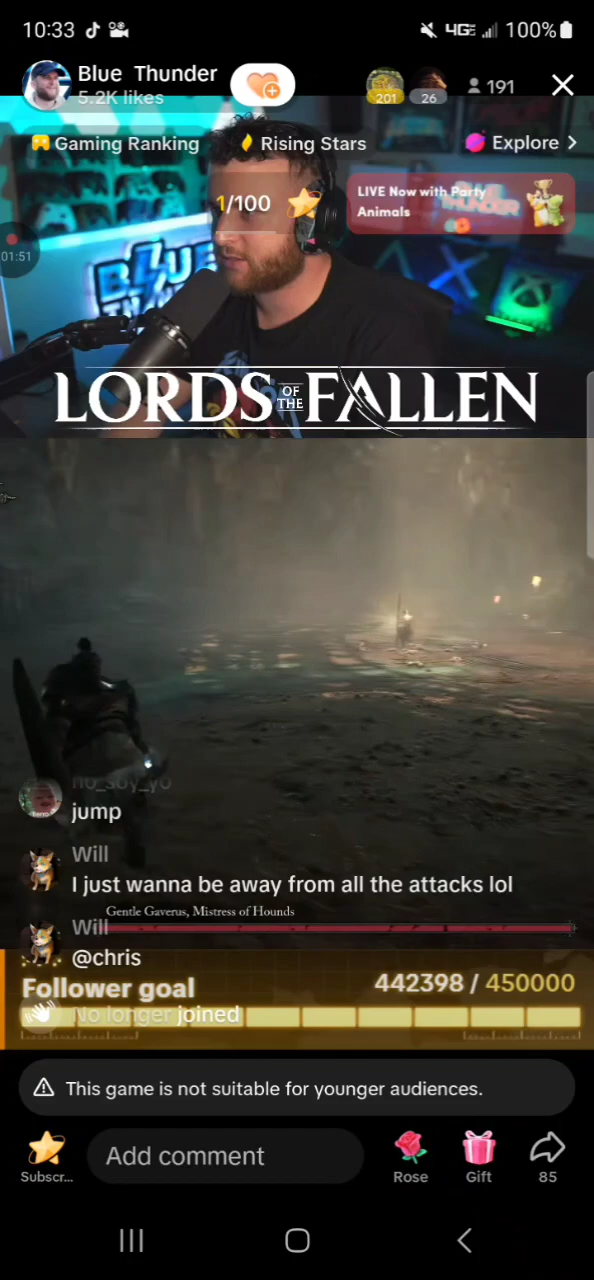 10:33
4G
100%
Blue Thunder
5.2K likes
201
26
191
Gaming Ranking
Rising Stars
Explore
1/100
LIVE Now with Party
Animals
01:51
BLUE
LORDS OF THE FALLEN
no_soy_yo
jump
Will
I just wanna be away from all the attacks lol
Gentle Gaverus, Mistress of Hounds
Will
@chris
Follower goal
442398 / 450000
No longer joined
This game is not suitable for younger audiences.
Subscr...
Add comment
Rose
Gift
85